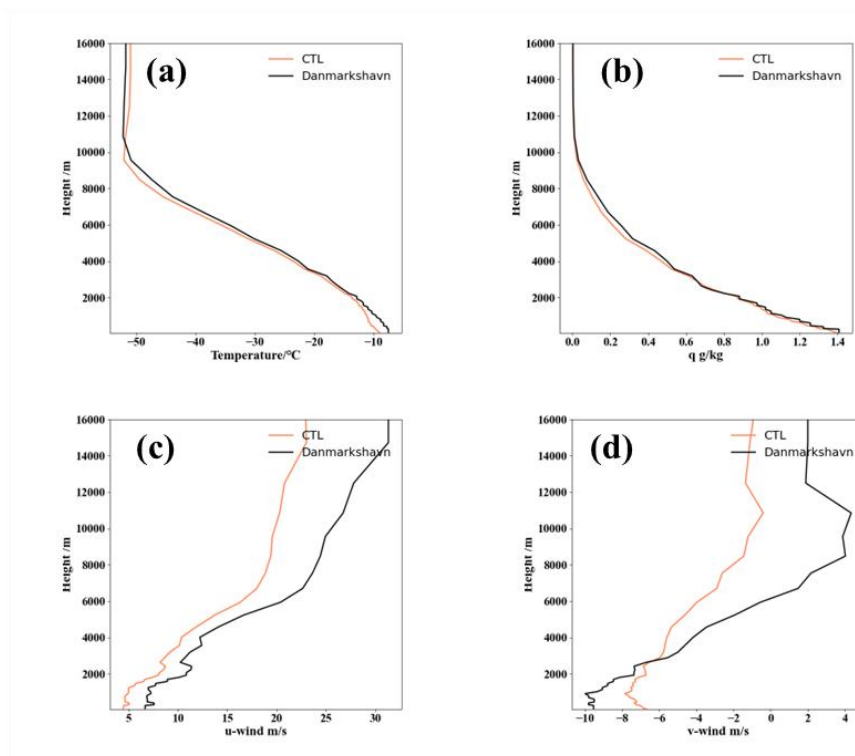 16000
14000
12000
10000
8000
6000
4000
2000
Height /m
(a)
CTL
Danmarkshavn
−50 −40 −30 −20 −10
Temperature/°C
16000
14000
12000
10000
8000
6000
4000
2000
Height /m
(b)
CTL
Danmarkshavn
0.0 0.2 0.4 0.6 0.8 1.0 1.2 1.4
q g/kg
16000
14000
12000
10000
8000
6000
4000
2000
Height /m
(c)
CTL
Danmarkshavn
5 10 15 20 25 30
u-wind m/s
16000
14000
12000
10000
8000
6000
4000
2000
Height /m
(d)
CTL
Danmarkshavn
−10 −8 −6 −4 −2 0 2 4
v-wind m/s